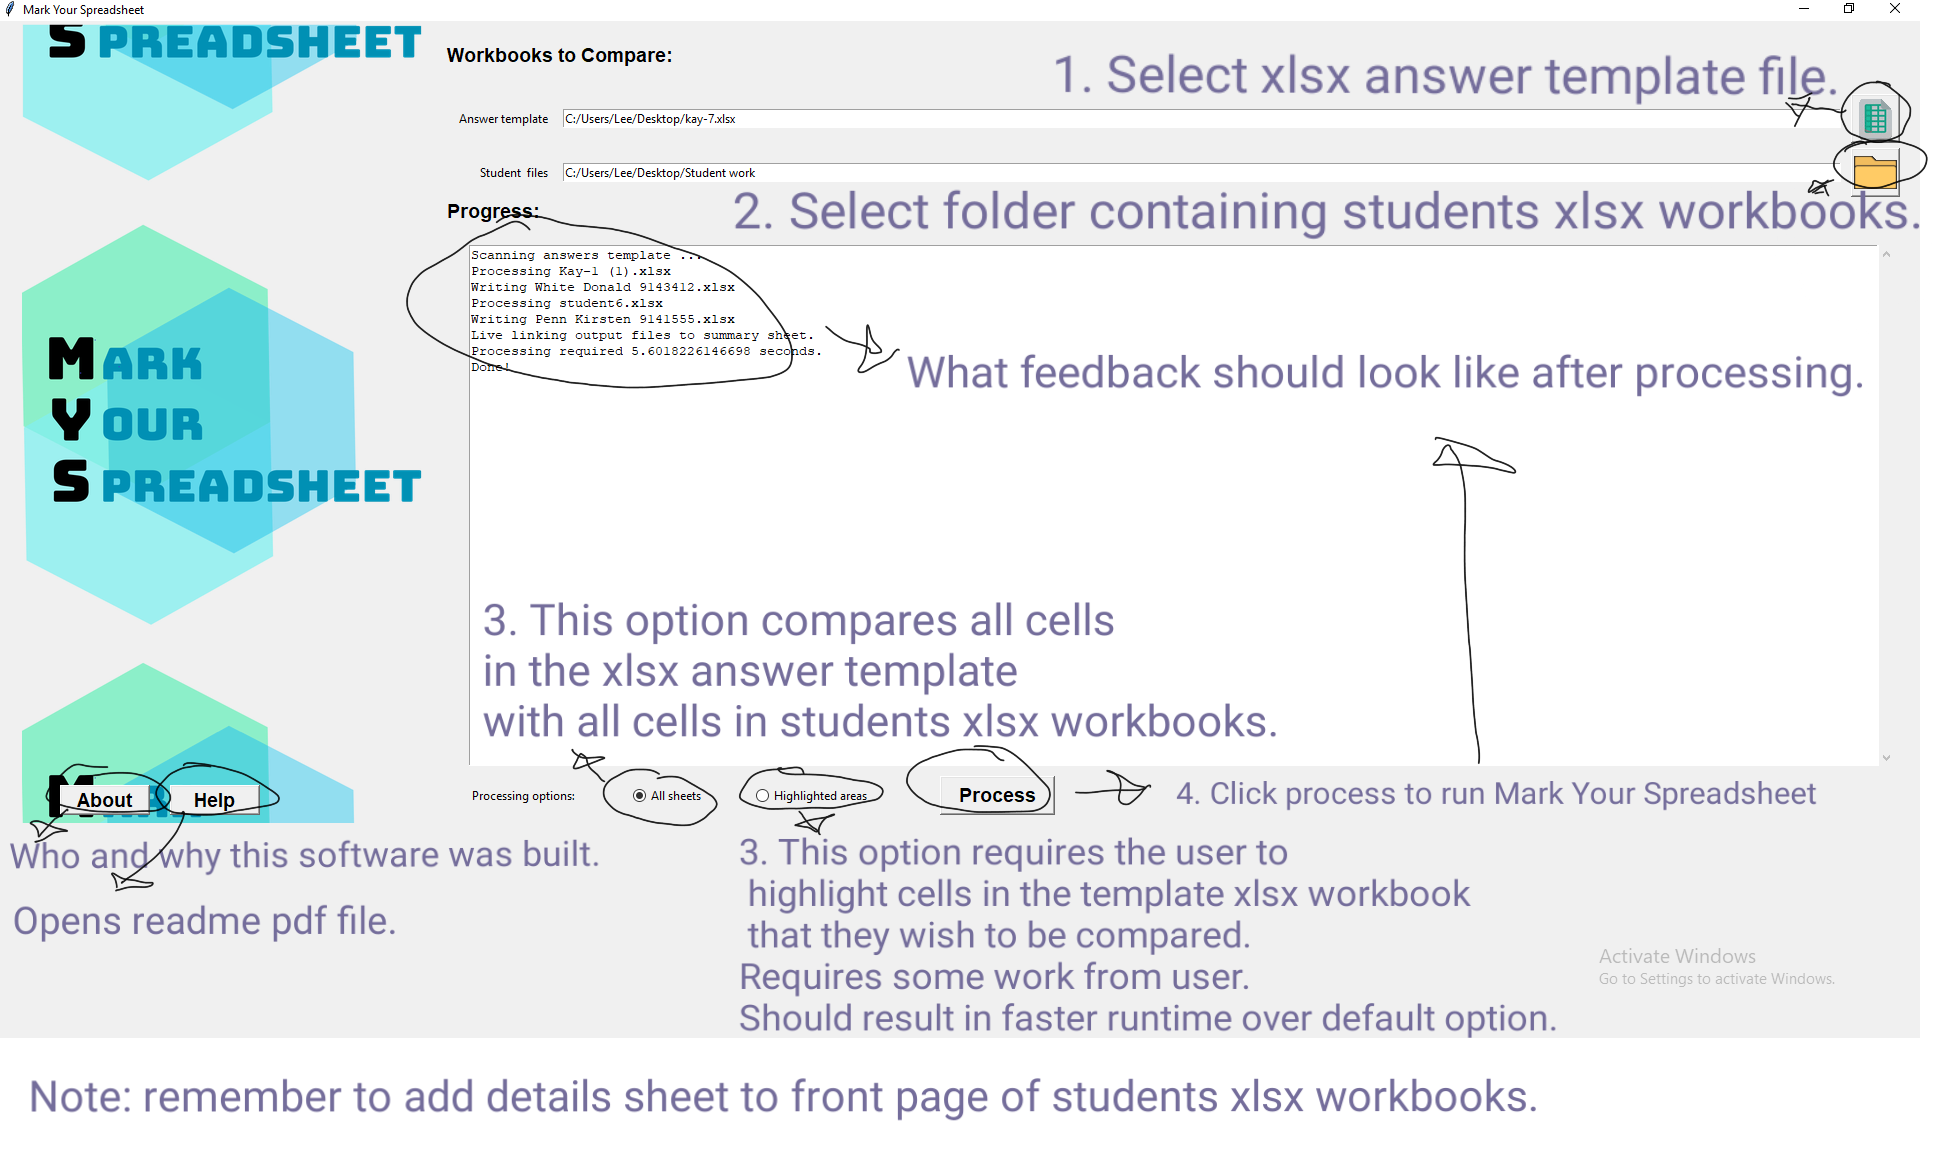 Mark Your Spreadsheet
SPREADSHEET
Workbooks to Compare:
1. Select xlsx answer template file.
Answer template C:/Users/Lee/Desktop/kay-7.xlsx
Student files C:/Users/Lee/Desktop/Student work
Progress:
2. Select folder containing students xlsx workbooks.
Scanning answers template ...
Processing Kay-1 (1).xlsx
Writing White Donald 9143412.xlsx
Processing student6.xlsx
Writing Penn Kirsten 9141555.xlsx
Live linking output files to summary sheet.
Processing required 5.6018226146698 seconds.
Done!
What feedback should look like after processing.
MARK
YOUR
SPREADSHEET
3. This option compares all cells
in the xlsx answer template
with all cells in students xlsx workbooks.
About Help
Processing options: All sheets Highlighted areas Process
4. Click process to run Mark Your Spreadsheet
Who and why this software was built.
Opens readme pdf file.
3. This option requires the user to
highlight cells in the template xlsx workbook
that they wish to be compared.
Requires some work from user.
Should result in faster runtime over default option.
Activate Windows
Go to Settings to activate Windows.
Note: remember to add details sheet to front page of students xlsx workbooks.